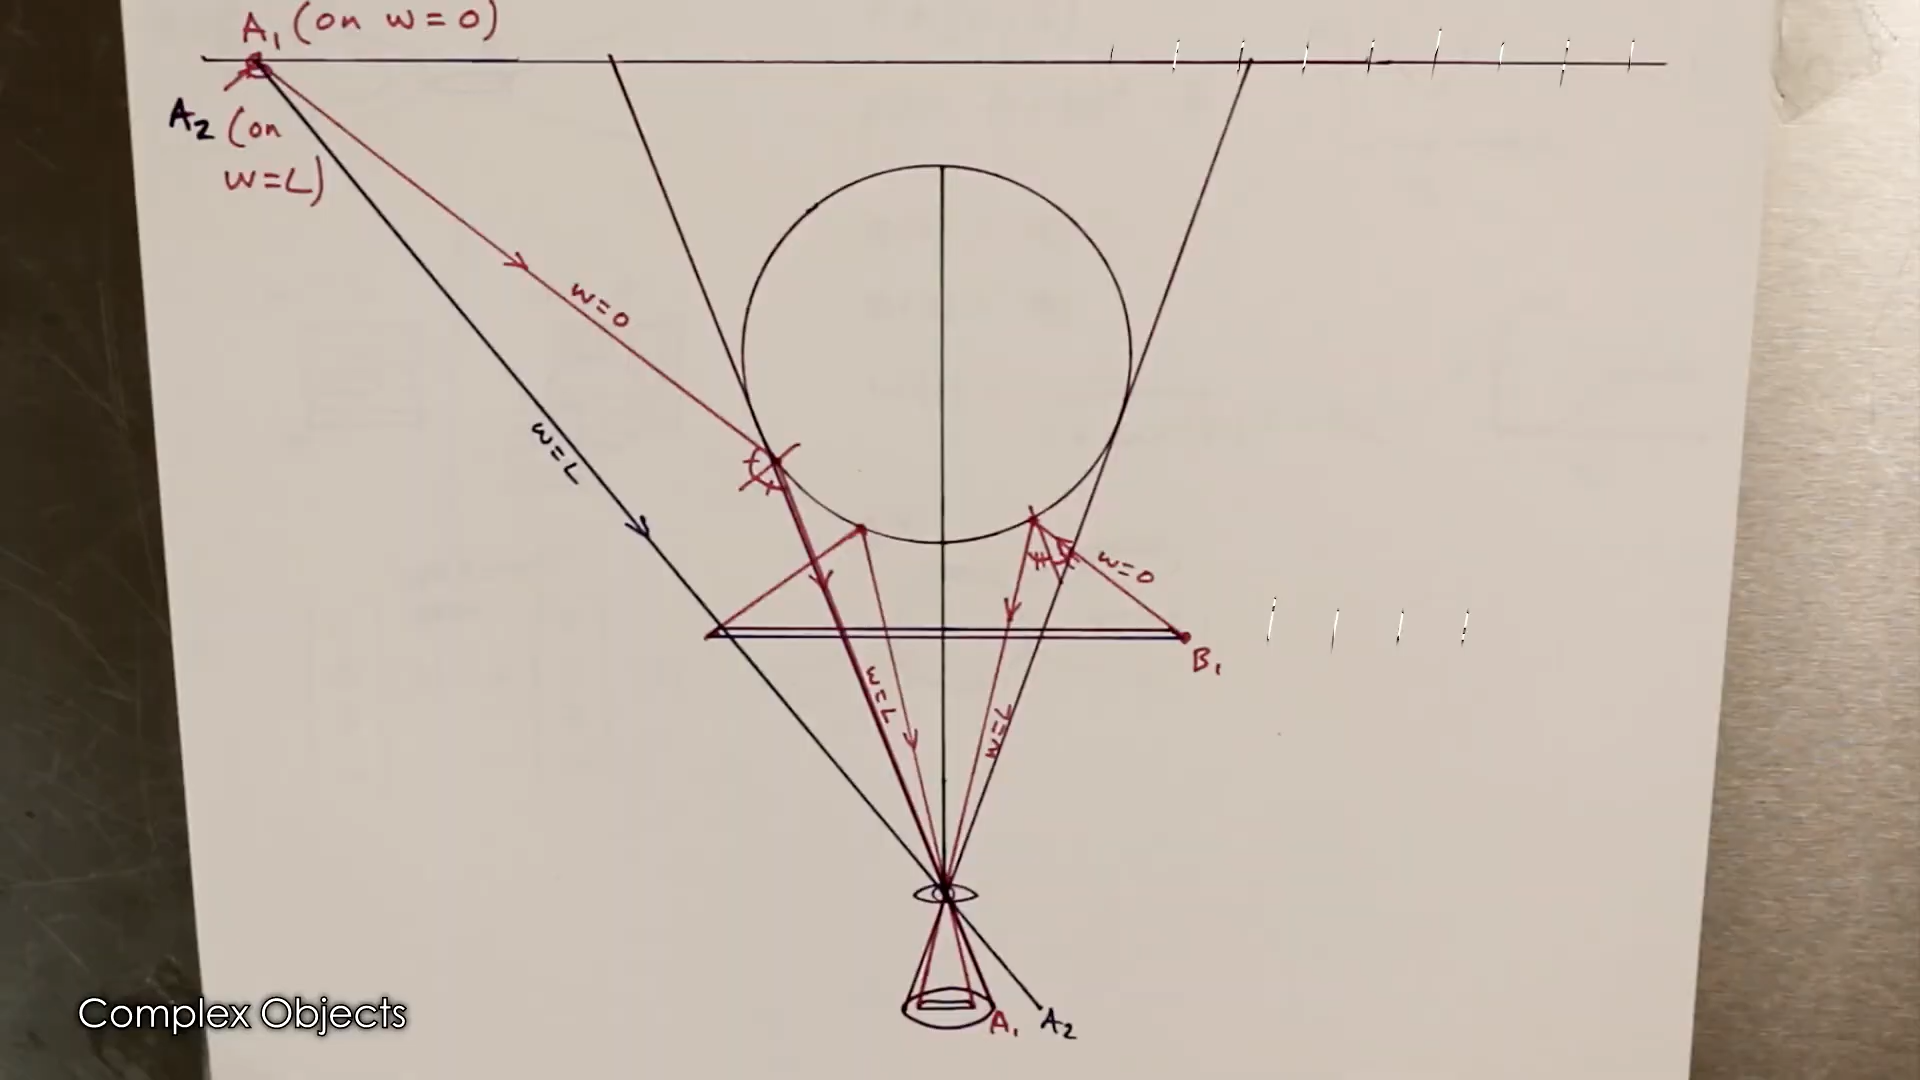 A₁ (on w=0)
A₂ (on
w=L)
w=0
w=L
w=0
B₁
w=L
w=L
A₁
A₂
Complex Objects